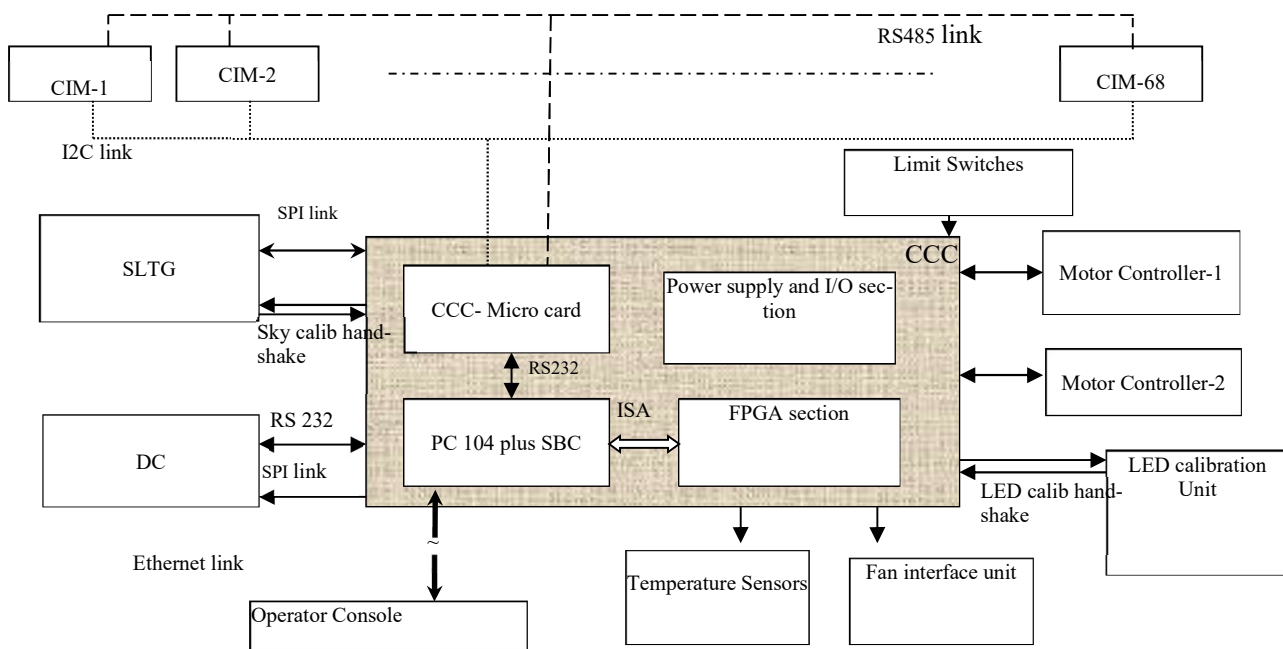 RS485 link
CIM-1
CIM-2
CIM-68
I2C link
Limit Switches
SPI link
SLTG
CCC
Motor Controller-1
CCC- Micro card
Power supply and I/O sec-
tion
Sky calib hand-
shake
RS232
Motor Controller-2
RS 232
ISA
FPGA section
PC 104 plus SBC
DC
SPI link
LED calibration
Unit
LED calib hand-
shake
~
Ethernet link
Temperature Sensors
Fan interface unit
Operator Console